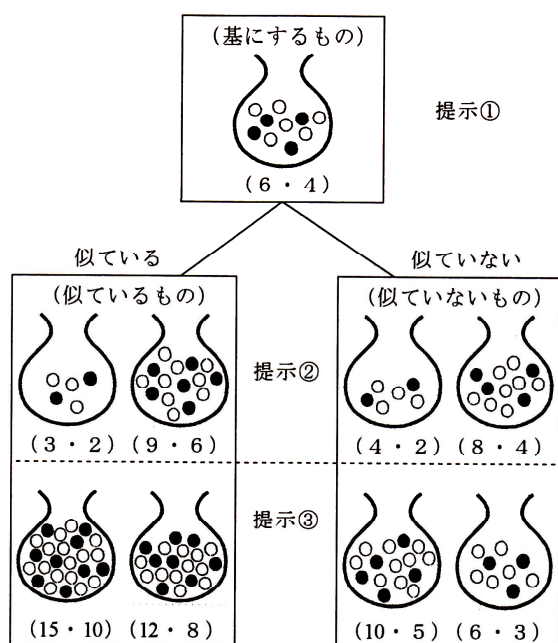 (基にするもの)
提示①
(6・4)
似ている
似ていない
(似ているもの)
(似ていないもの)
提示②
(3・2) (9・6)
(4・2) (8・4)
提示③
(15・10) (12・8)
(10・5) (6・3)